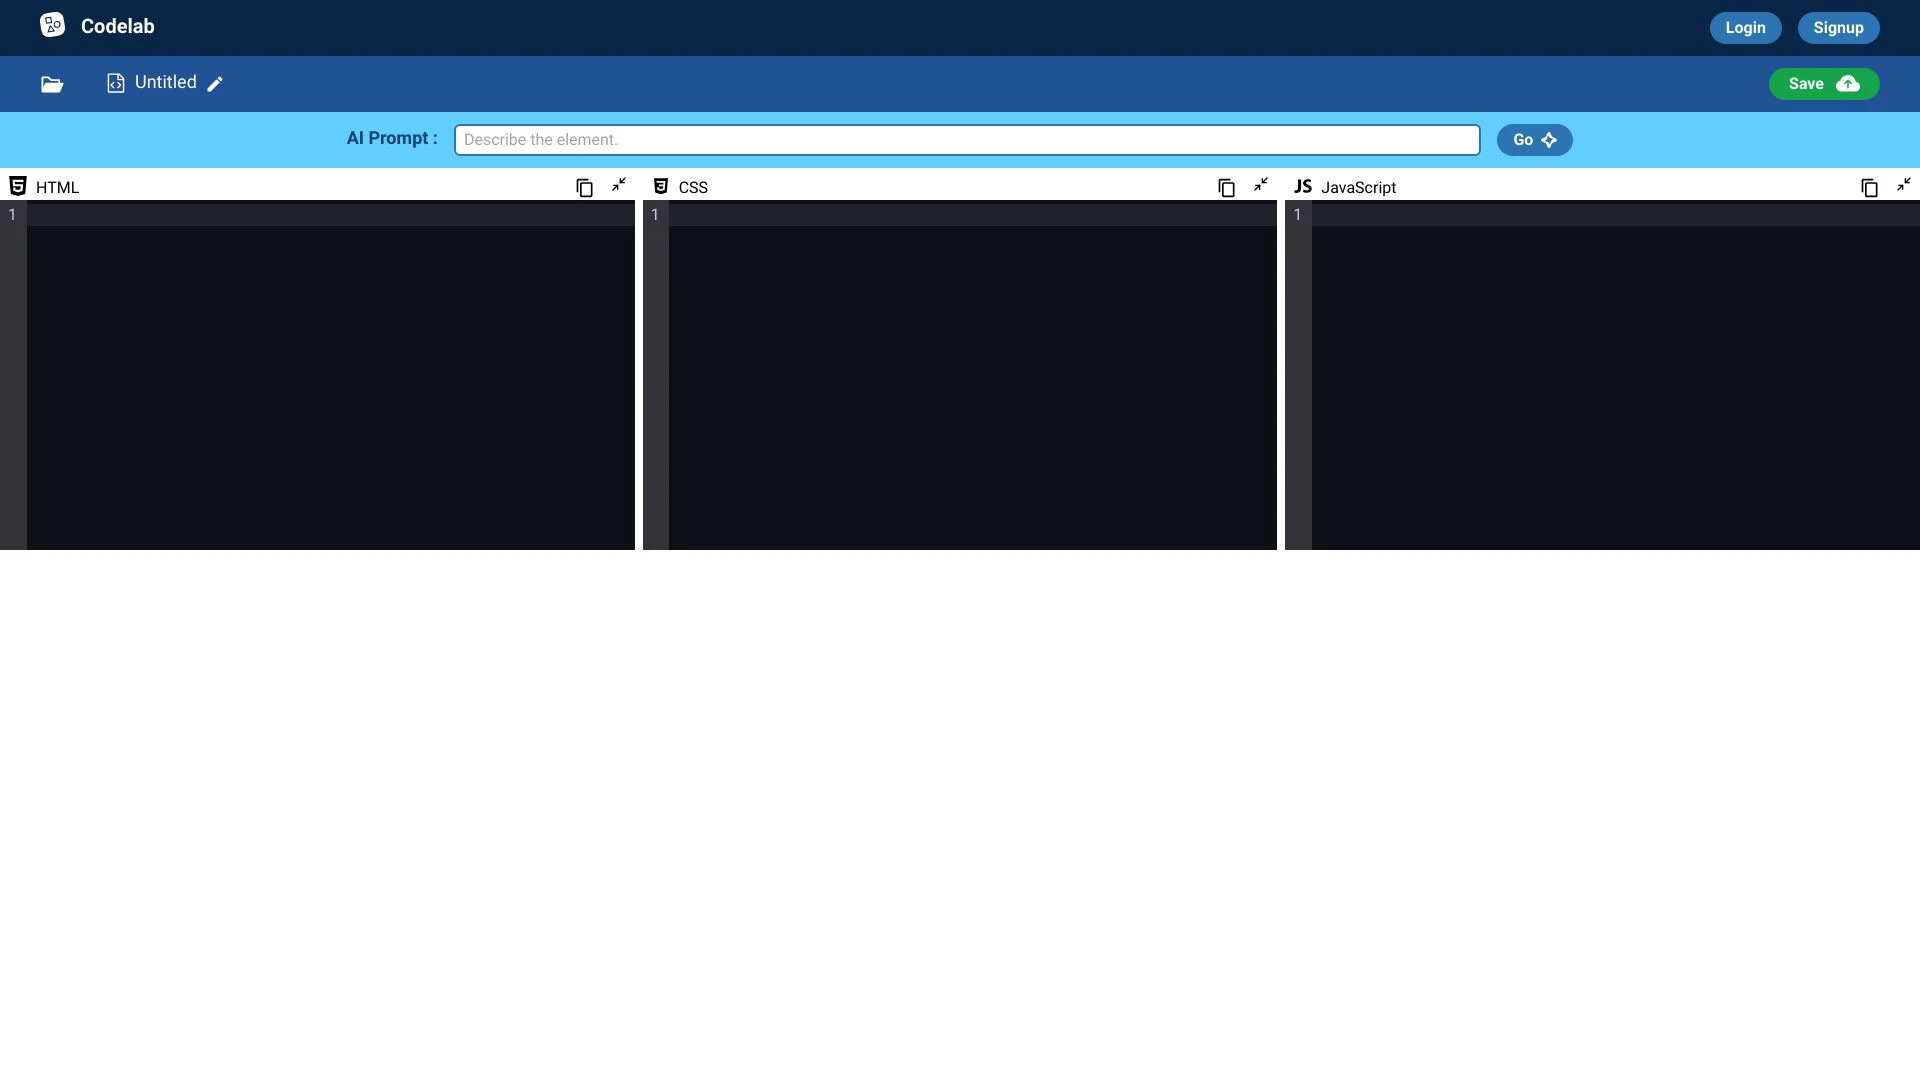 Codelab
Login
Signup
Untitled
Save
AI Prompt :
Describe the element.
Go
HTML
CSS
JS JavaScript
1
1
1